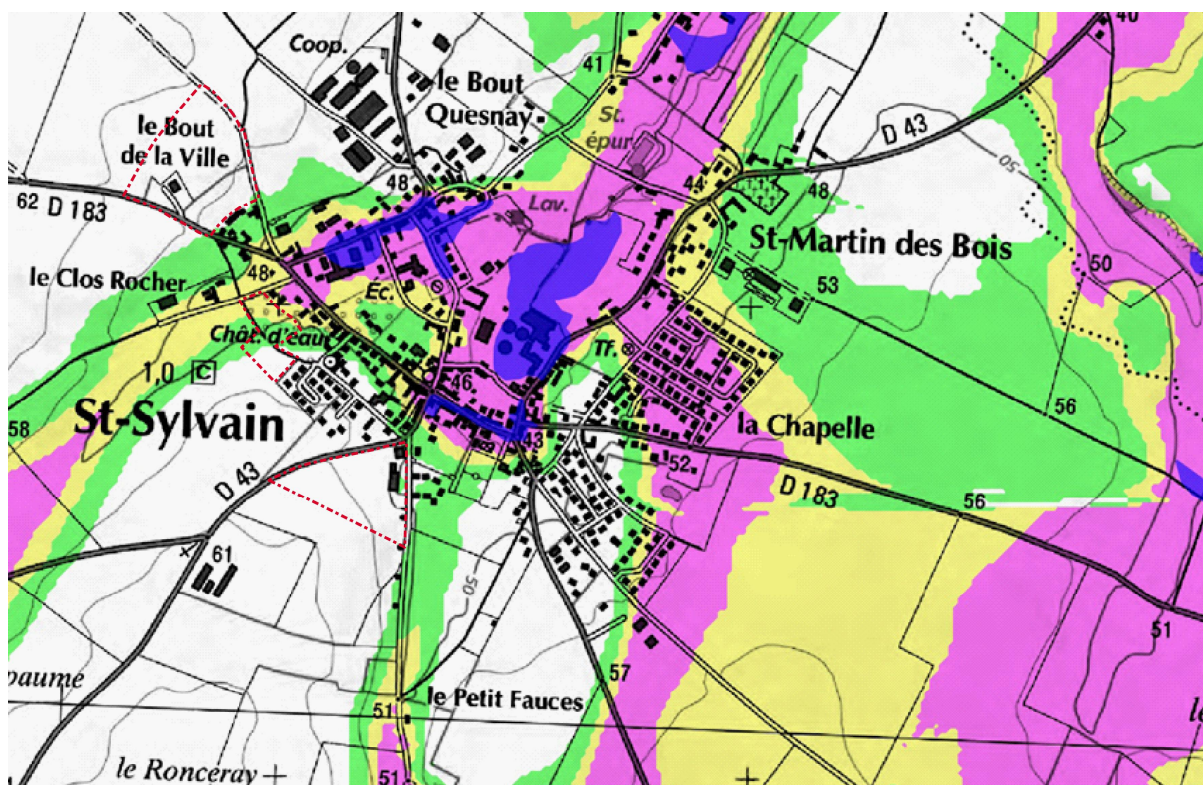 Coop.
40
41
le Bout
Quesnay
D 43
le Bout
de la Ville
St.
épur.
50
48
44
48
62
D 183
Lav.
St-Martin des Bois
50
48
le Clos Rocher
Ec.
53
Chât. d'eau
Tf.
1,0
C
46
St-Sylvain
56
58
43
la Chapelle
52
D 43
D 183
56
61
50
51
57
paume
le Petit Fauces
51
le
le Ronceray
51